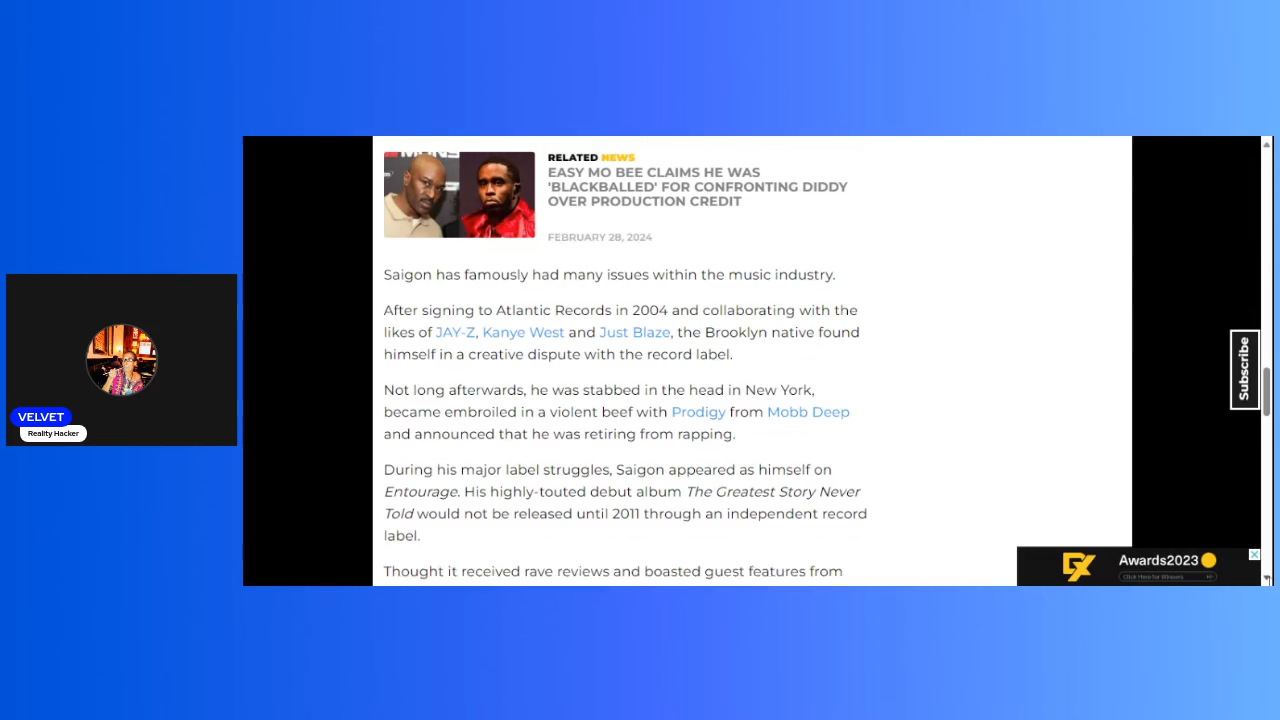 RELATED NEWS
EASY MO BEE CLAIMS HE WAS
'BLACKBALLED' FOR CONFRONTING DIDDY
OVER PRODUCTION CREDIT
FEBRUARY 28, 2024
Saigon has famously had many issues within the music industry.
After signing to Atlantic Records in 2004 and collaborating with the
likes of JAY-Z, Kanye West and Just Blaze, the Brooklyn native found
himself in a creative dispute with the record label.
Not long afterwards, he was stabbed in the head in New York,
became embroiled in a violent beef with Prodigy from Mobb Deep
and announced that he was retiring from rapping.
During his major label struggles, Saigon appeared as himself on
Entourage. His highly-touted debut album The Greatest Story Never
Told would not be released until 2011 through an independent record
label.
Thought it received rave reviews and boasted guest features from
Subscribe
DX
Awards2023
Click Here for Winners
VELVET
Reality Hacker